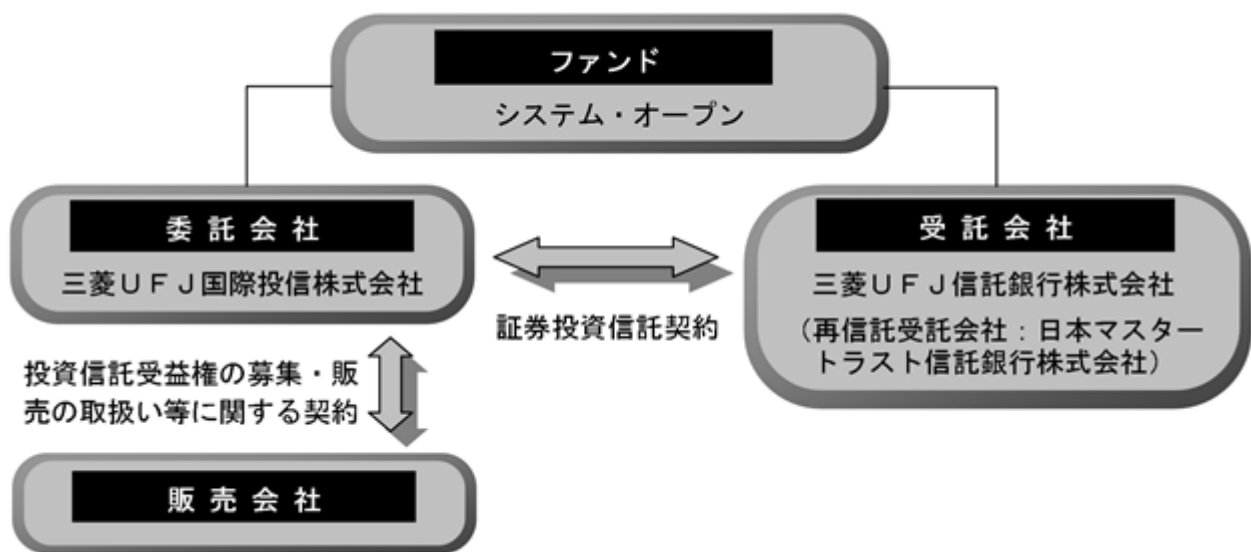 ファンド
システム・オープン
委託会社
三菱UFJ国際投信株式会社
受託会社
三菱UFJ信託銀行株式会社
(再信託受託会社:日本マスター
トラスト信託銀行株式会社)
証券投資信託契約
投資信託受益権の募集・販
売の取扱い等に関する契約
販売会社